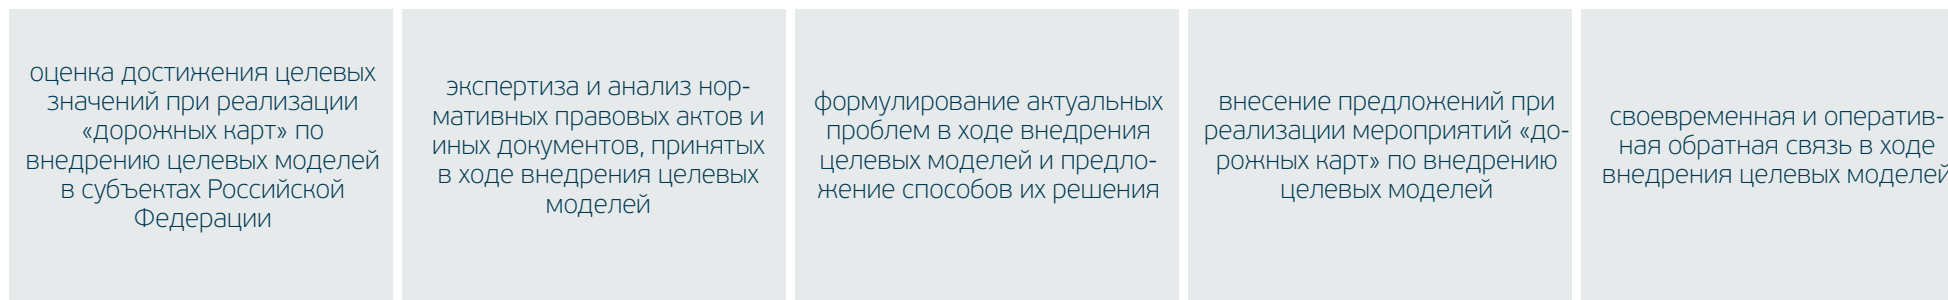 оценка достижения целевых
значений при реализации
«дорожных карт» по
внедрению целевых моделей
в субъектах Российской
Федерации
экспертиза и анализ нор-
мативных правовых актов и
иных документов, принятых
в ходе внедрения целевых
моделей
формулирование актуальных
проблем в ходе внедрения
целевых моделей и предло-
жение способов их решения
внесение предложений при
реализации мероприятий «до-
рожных карт» по внедрению
целевых моделей
своевременная и оператив-
ная обратная связь в ходе
внедрения целевых моделей